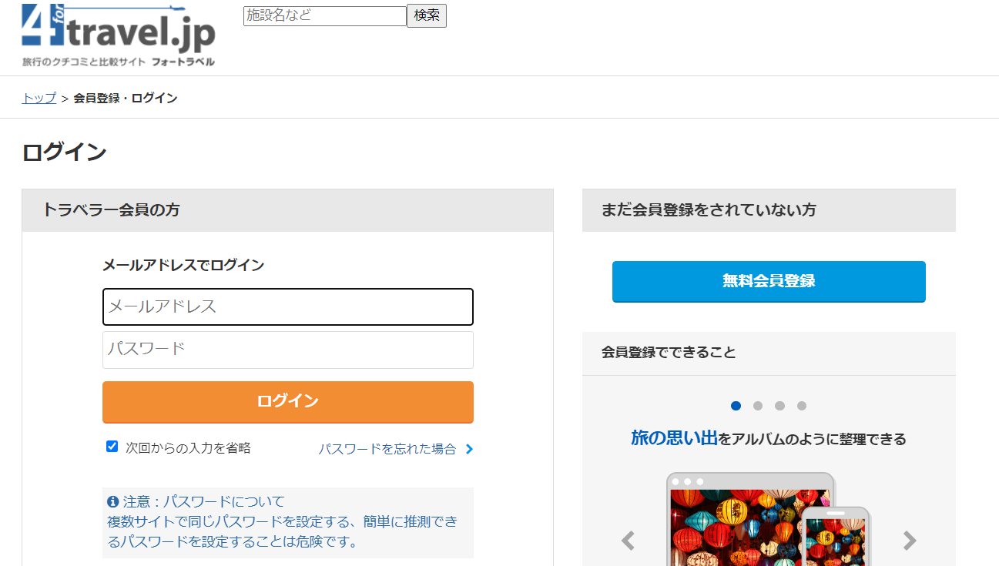 4 for travel.jp
旅行のクチコミと比較サイト フォートラベル
施設名など 検索
トップ > 会員登録・ログイン
ログイン
トラベラー会員の方
メールアドレスでログイン
メールアドレス
パスワード
ログイン
次回からの入力を省略 パスワードを忘れた場合
注意：パスワードについて
複数サイトで同じパスワードを設定する、簡単に推測でき
るパスワードを設定することは危険です。
まだ会員登録をされていない方
無料会員登録
会員登録でできること
旅の思い出をアルバムのように整理できる